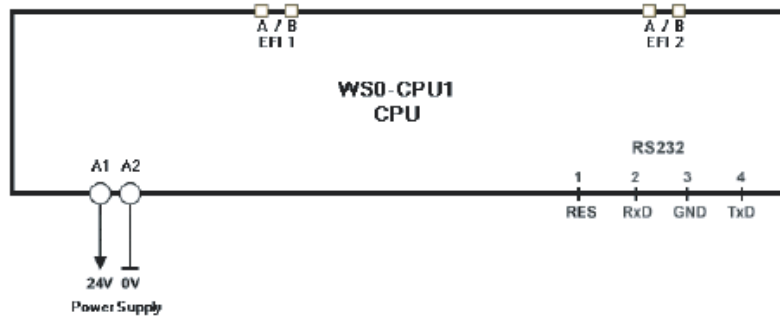 A / B A / B
EFI 1 EFI 2
WS0-CPU1
CPU
RS232
A1 A2
1 2 3 4
RES RxD GND TxD
24V 0V
Power Supply